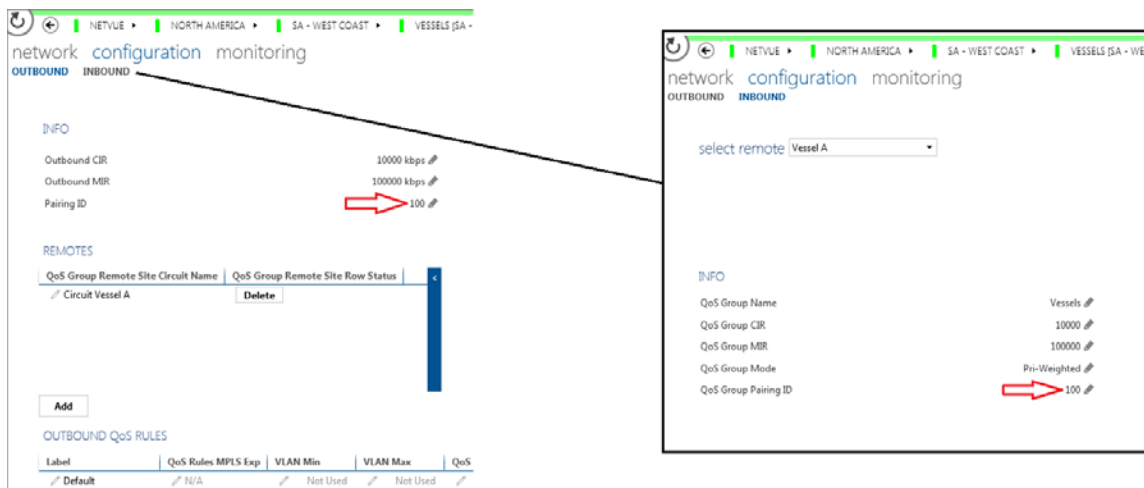 NETVUE NORTH AMERICA SA - WEST COAST VESSELS [SA -
network configuration monitoring
OUTBOUND INBOUND
INFO
Outbound CIR 10000 kbps
Outbound MIR 100000 kbps
Pairing ID 100
REMOTES
QoS Group Remote Site Circuit Name QoS Group Remote Site Row Status <
Circuit Vessel A Delete
Add
OUTBOUND QoS RULES
Label QoS Rules MPLS Exp VLAN Min VLAN Max QoS
Default N/A Not Used Not Used
NETVUE NORTH AMERICA SA - WEST COAST VESSELS [SA - WE
network configuration monitoring
OUTBOUND INBOUND
select remote Vessel A
INFO
QoS Group Name Vessels
QoS Group CIR 10000
QoS Group MIR 100000
QoS Group Mode Pri-Weighted
QoS Group Pairing ID 100